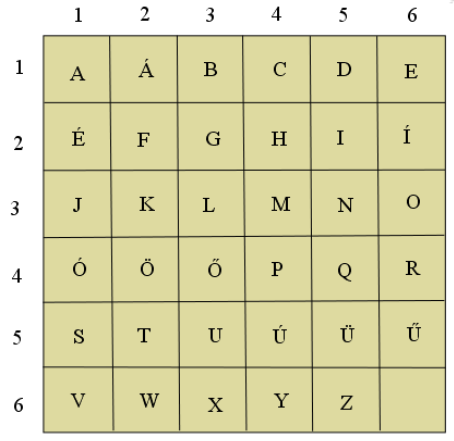 1 2 3 4 5 6
1 A Á B C D E
2 É F G H I Í
3 J K L M N O
4 Ó Ö Ő P Q R
5 S T U Ú Ü Ű
6 V W X Y Z